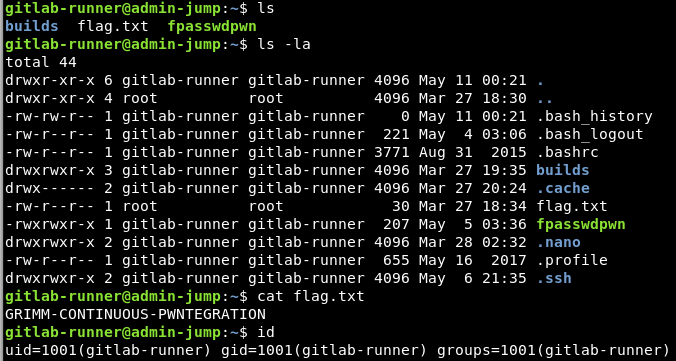 gitlab-runner@admin-jump:~$ ls
builds  flag.txt  fpasswdpwn
gitlab-runner@admin-jump:~$ ls -la
total 44
drwxr-xr-x 6 gitlab-runner gitlab-runner 4096 May 11 00:21 .
drwxr-xr-x 4 root          root          4096 Mar 27 18:30 ..
-rw-rw-r-- 1 gitlab-runner gitlab-runner    0 May 11 00:21 .bash_history
-rw-r--r-- 1 gitlab-runner gitlab-runner  221 May  4 03:06 .bash_logout
-rw-r--r-- 1 gitlab-runner gitlab-runner 3771 Aug 31  2015 .bashrc
drwxrwxr-x 3 gitlab-runner gitlab-runner 4096 Mar 27 19:35 builds
drwx------ 2 gitlab-runner gitlab-runner 4096 Mar 27 20:24 .cache
-rw-r--r-- 1 root          root            30 Mar 27 18:34 flag.txt
-rwxrwxr-x 1 gitlab-runner gitlab-runner  207 May  5 03:36 fpasswdpwn
drwxrwxr-x 2 gitlab-runner gitlab-runner 4096 Mar 28 02:32 .nano
-rw-r--r-- 1 gitlab-runner gitlab-runner  655 May 16  2017 .profile
drwxrwxr-x 2 gitlab-runner gitlab-runner 4096 May  6 21:35 .ssh
gitlab-runner@admin-jump:~$ cat flag.txt
GRIMM-CONTINUOUS-PWNTEGRATION
gitlab-runner@admin-jump:~$ id
uid=1001(gitlab-runner) gid=1001(gitlab-runner) groups=1001(gitlab-runner)